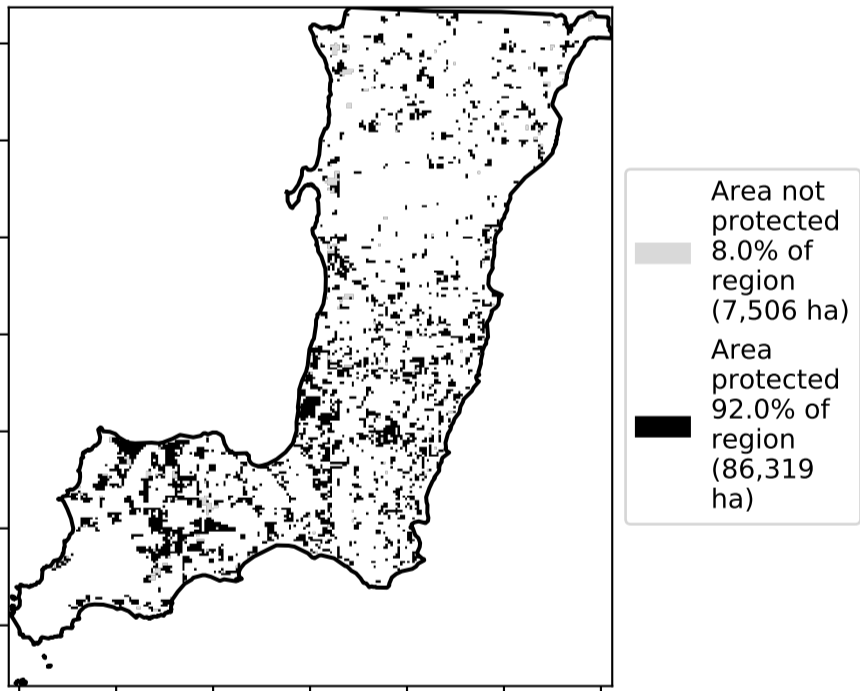 Area not
protected
8.0% of
region
(7,506 ha)
Area
protected
92.0% of
region
(86,319
ha)